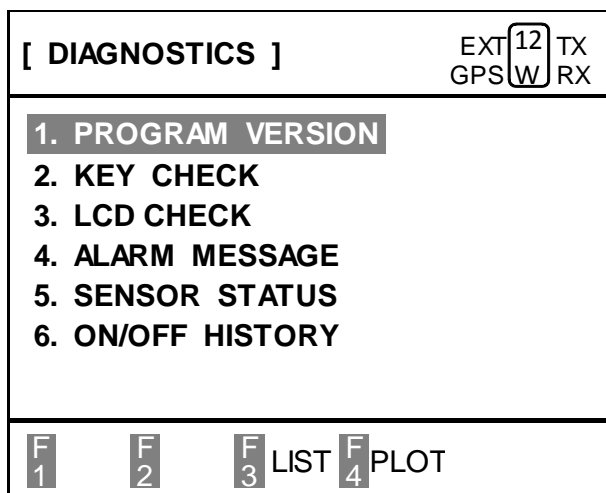 [ DIAGNOSTICS ]
EXT 12 TX
GPS W RX
1. PROGRAM VERSION
2. KEY CHECK
3. LCD CHECK
4. ALARM MESSAGE
5. SENSOR STATUS
6. ON/OFF HISTORY
F1 F2 F3 LIST F4 PLOT